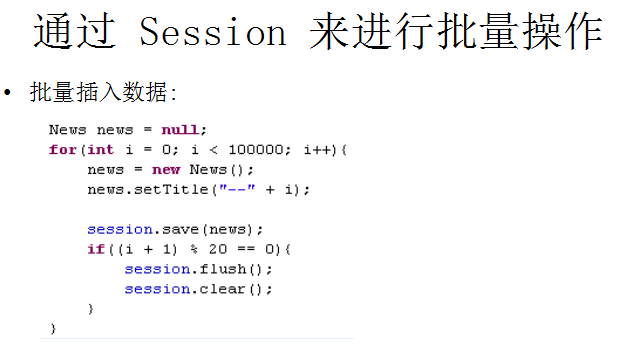 通过 Session 来进行批量操作
• 批量插入数据:
News news = null;
for(int i = 0; i < 100000; i++){
    news = new News();
    news.setTitle("--" + i);
    session.save(news);
    if((i + 1) % 20 == 0){
        session.flush();
        session.clear();
    }
}